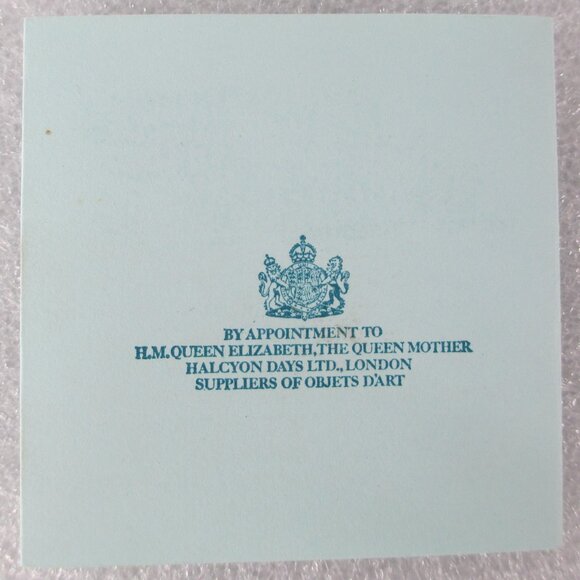 BY APPOINTMENT TO
H.M. QUEEN ELIZABETH, THE QUEEN MOTHER
HALCYON DAYS LTD., LONDON
SUPPLIERS OF OBJETS D'ART